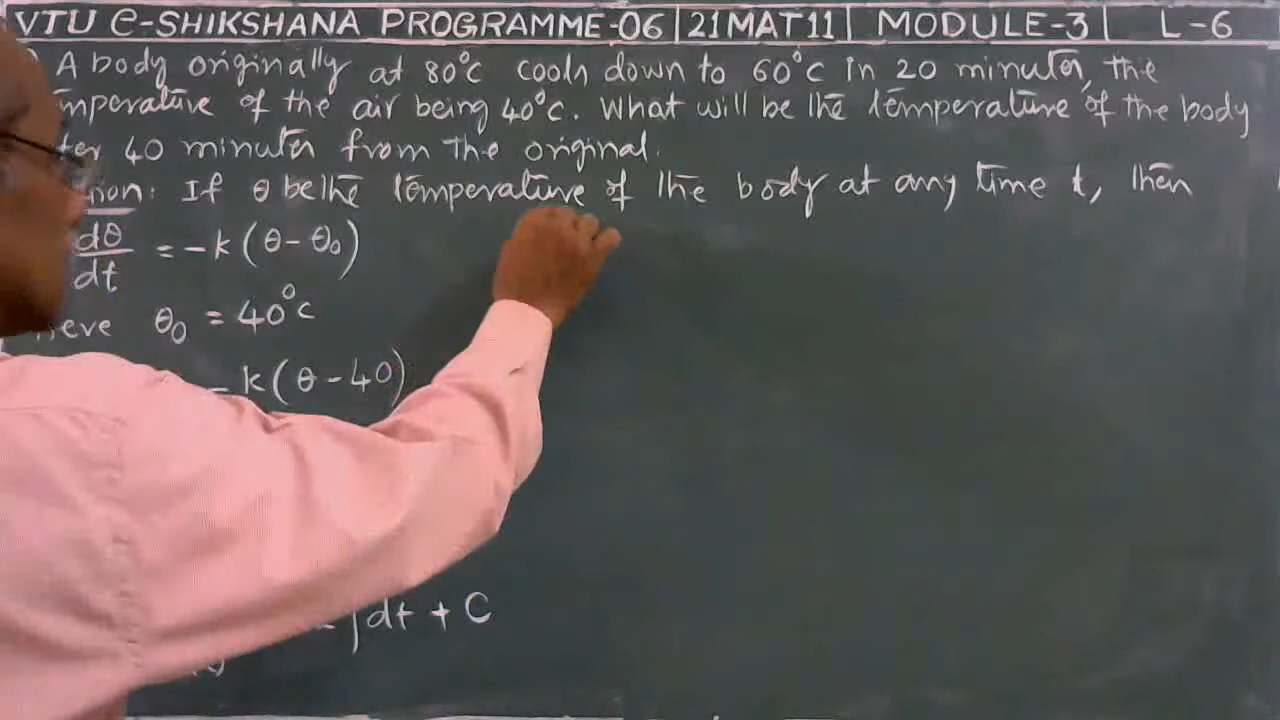 VTU e-SHIKSHANA PROGRAMME-06 | 21MAT11 | MODULE-3 | L-6
A body originally at 80°C cools down to 60°C in 20 minutes, the
mperature of the air being 40°C. What will be the temperature of the body
ter 40 minutes from the original.
If θ be the temperature of the body at any time t, then
dθ/dt = -k(θ - θ₀)
θ₀ = 40°C
- k(θ - 40)
∫dt + C